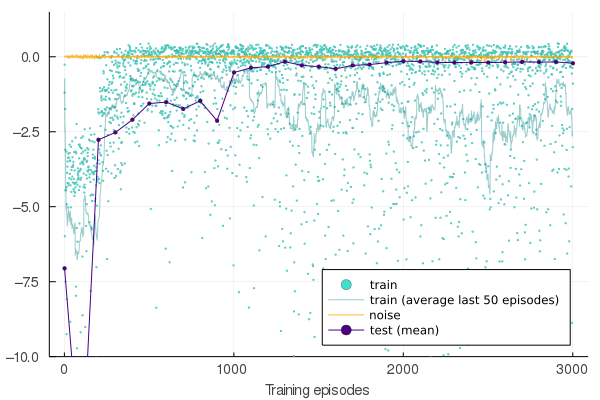 0.0
−2.5
−5.0
−7.5
−10.0
train
train (average last 50 episodes)
noise
test (mean)
0
1000
2000
3000
Training episodes